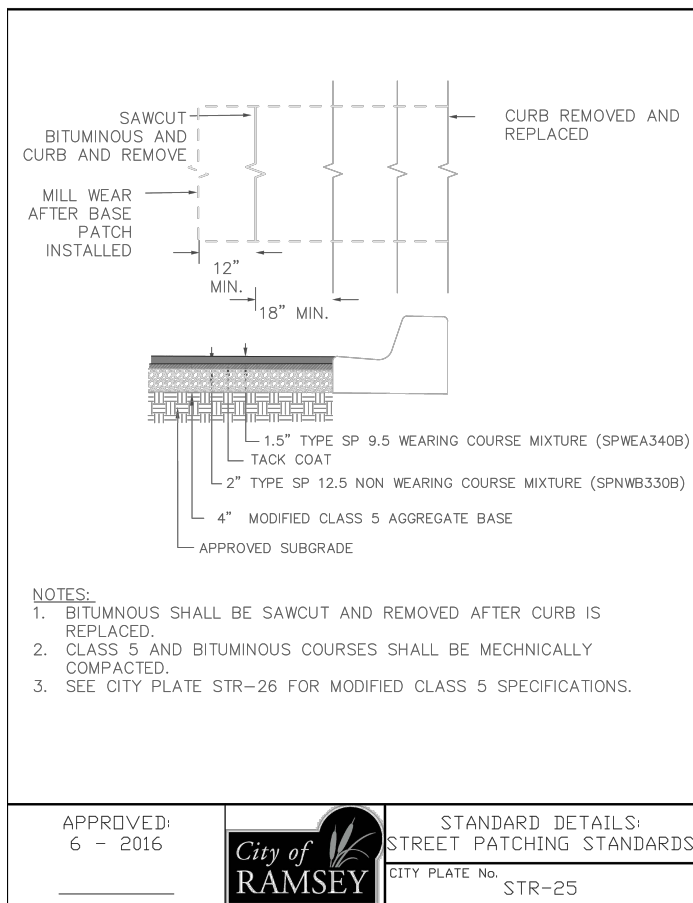 SAWCUT
BITUMINOUS AND
CURB AND REMOVE
CURB REMOVED AND
REPLACED
MILL WEAR
AFTER BASE
PATCH
INSTALLED
12"
MIN.
18" MIN.
1.5" TYPE SP 9.5 WEARING COURSE MIXTURE (SPWEA340B)
TACK COAT
2" TYPE SP 12.5 NON WEARING COURSE MIXTURE (SPNWB330B)
4" MODIFIED CLASS 5 AGGREGATE BASE
APPROVED SUBGRADE
NOTES:
1. BITUMNOUS SHALL BE SAWCUT AND REMOVED AFTER CURB IS
REPLACED.
2. CLASS 5 AND BITUMINOUS COURSES SHALL BE MECHNICALLY
COMPACTED.
3. SEE CITY PLATE STR-26 FOR MODIFIED CLASS 5 SPECIFICATIONS.
APPROVED:
6 - 2016
City of
RAMSEY
STANDARD DETAILS:
STREET PATCHING STANDARDS
CITY PLATE No.
STR-25